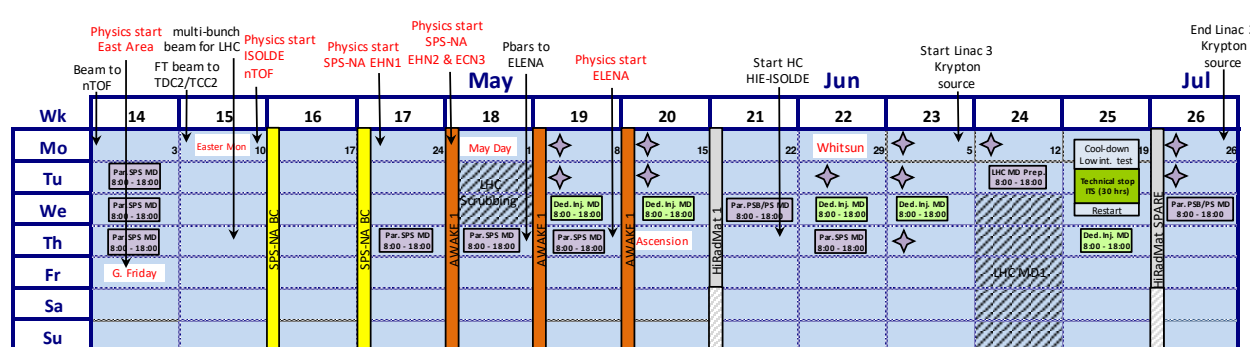 Physics start
East Area
multi-bunch
beam for LHC
Physics start
ISOLDE
nTOF
Physics start
SPS-NA EHN1
Physics start
SPS-NA
EHN2 & ECN3
Pbars to
ELENA
Physics start
ELENA
Start HC
HIE-ISOLDE
Start Linac 3
Krypton
source
End Linac
Krypton
source
Beam to
nTOF
FT beam to
TDC2/TCC2
May
Jun
Jul
Wk 14 15 16 17 18 19 20 21 22 23 24 25 26
Mo 3 Easter Mon 10 17 24 May Day 1 8 15 22 Whitsun 29 5 12 19 26
Cool-down
Low int. test
Tu
Par. SPS MD
8:00 - 18:00
LHC
Scrubbing
LHC MD Prep.
8:00 - 18:00
Technical stop
ITS (30 hrs)
We
Par. SPS MD
8:00 - 18:00
Ded. Inj. MD
8:00 - 18:00
Ded. Inj. MD
8:00 - 18:00
Par. PSB/PS MD
8:00 - 18:00
Ded. Inj. MD
8:00 - 18:00
Ded. Inj. MD
8:00 - 18:00
Restart
Par. PSB/PS MD
8:00 - 18:00
Th
Par. SPS MD
8:00 - 18:00
Par. SPS MD
8:00 - 18:00
Par. SPS MD
8:00 - 18:00
Par. SPS MD
8:00 - 18:00
Ascension
Par. SPS MD
8:00 - 18:00
Ded. Inj. MD
8:00 - 18:00
Fr
G. Friday
LHC MD1
Sa
Su
SPS-NA BC
SPS-NA BC
AWAKE 1
AWAKE 1
AWAKE 1
HiRadMat 1
HiRadMat SPARE